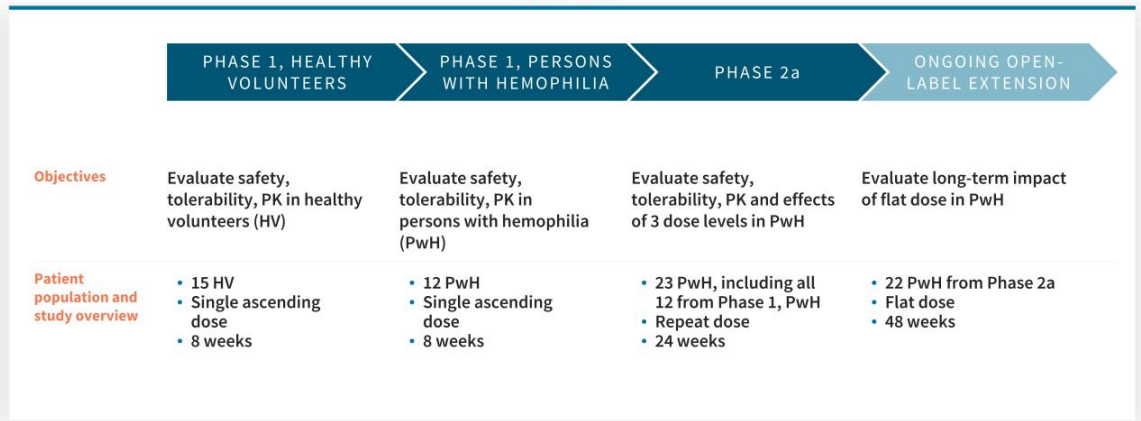 PHASE 1, HEALTHY
VOLUNTEERS
PHASE 1, PERSONS
WITH HEMOPHILIA
PHASE 2a
ONGOING OPEN-
LABEL EXTENSION
Objectives
Evaluate safety,
tolerability, PK in healthy
volunteers (HV)
Evaluate safety,
tolerability, PK in
persons with hemophilia
(PwH)
Evaluate safety,
tolerability, PK and effects
of 3 dose levels in PwH
Evaluate long-term impact
of flat dose in PwH
Patient
population and
study overview
• 15 HV
• Single ascending
dose
• 8 weeks
• 12 PwH
• Single ascending
dose
• 8 weeks
• 23 PwH, including all
12 from Phase 1, PwH
• Repeat dose
• 24 weeks
• 22 PwH from Phase 2a
• Flat dose
• 48 weeks